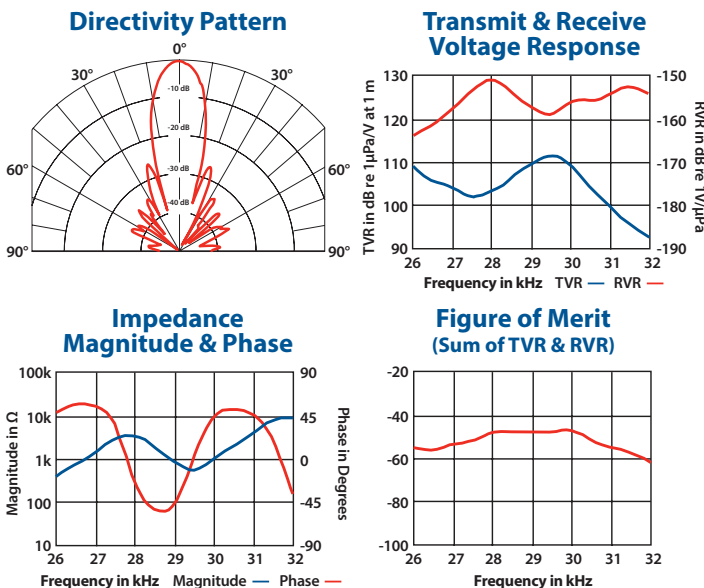 Directivity Pattern
0°
30°
30°
60°
60°
90°
90°
-10 dB
-20 dB
-30 dB
-40 dB
Transmit & Receive
Voltage Response
130
120
110
100
90
TVR in dB re 1µPa/V at 1 m
-150
-160
-170
-180
-190
RVR in dB re 1V/µPa
26 27 28 29 30 31 32
Frequency in kHz TVR — RVR —
Impedance
Magnitude & Phase
100k
10k
1k
100
10
Magnitude in Ω
90
45
0
-45
-90
Phase in Degrees
26 27 28 29 30 31 32
Frequency in kHz Magnitude — Phase —
Figure of Merit
(Sum of TVR & RVR)
-20
-40
-60
-80
-100
26 27 28 29 30 31 32
Frequency in kHz